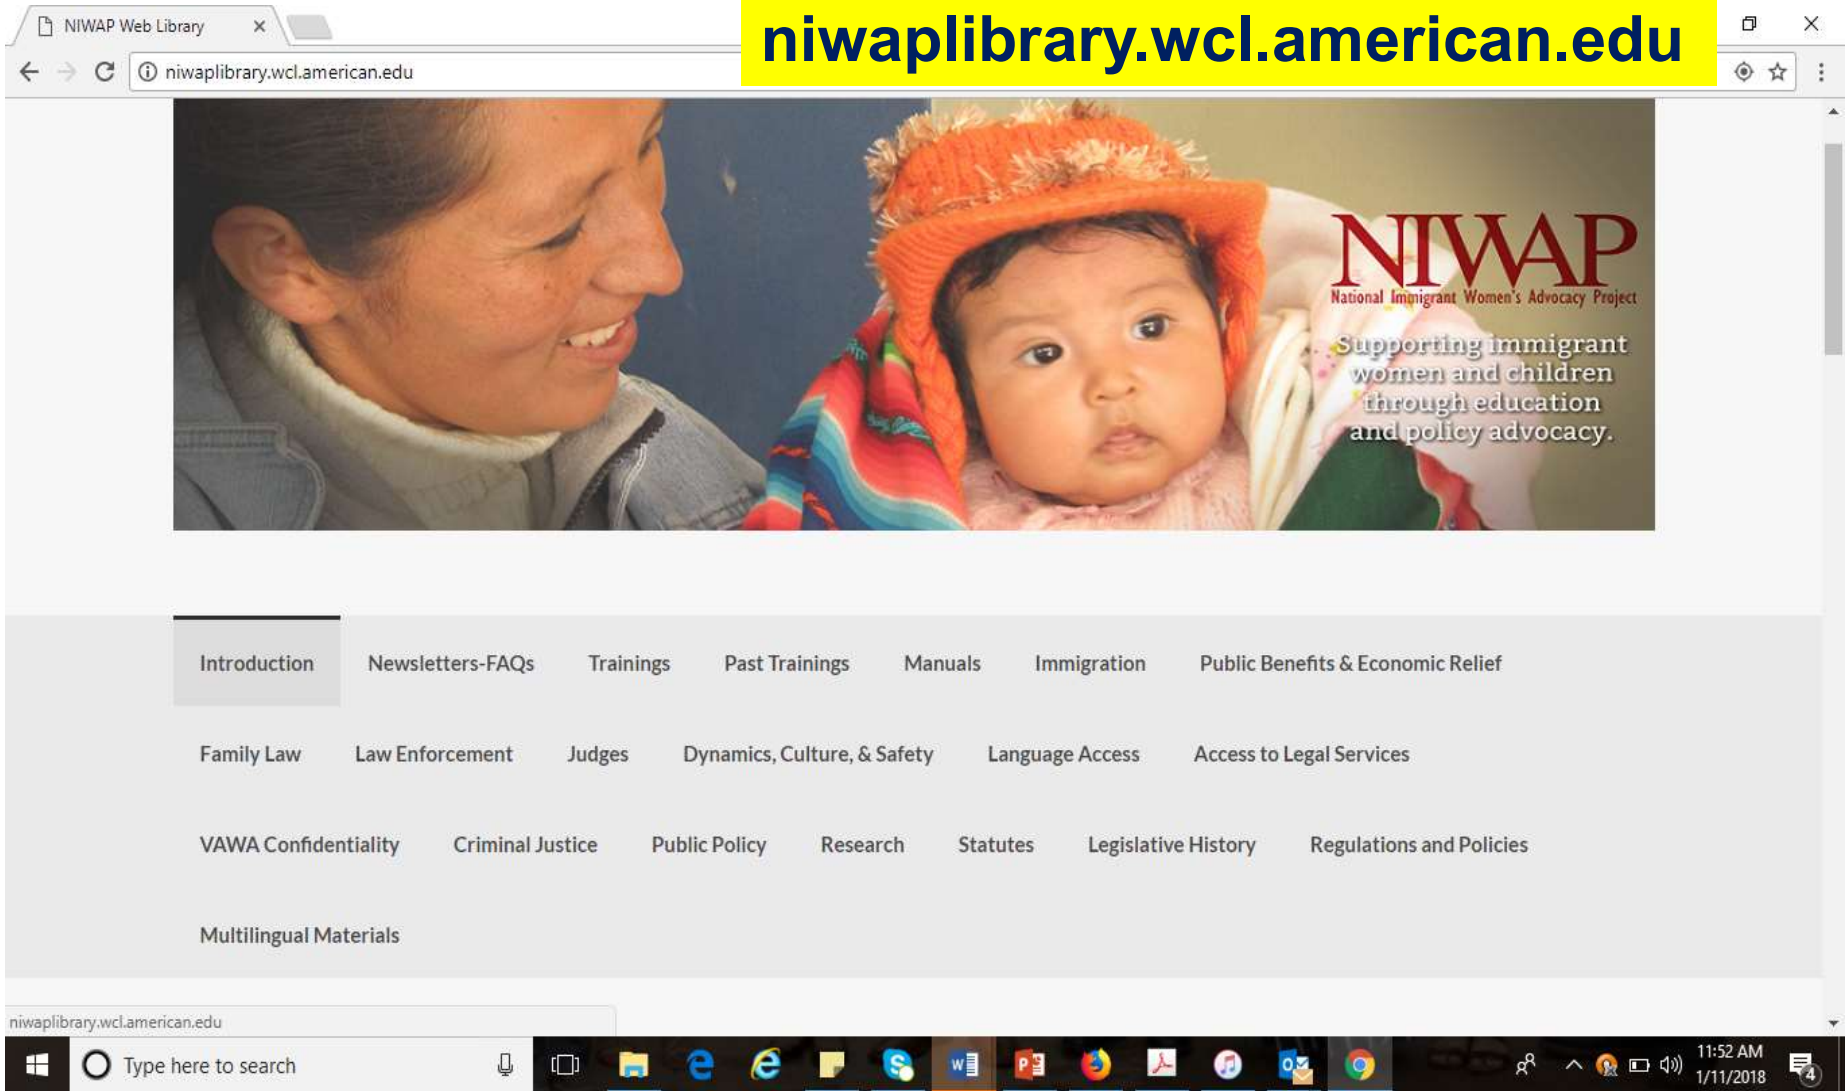 NIWAP Web Library
niwaplibrary.wcl.american.edu
niwaplibrary.wcl.american.edu
NIWAP
National Immigrant Women's Advocacy Project
Supporting immigrant
women and children
through education
and policy advocacy.
Introduction Newsletters-FAQs Trainings Past Trainings Manuals Immigration Public Benefits & Economic Relief
Family Law Law Enforcement Judges Dynamics, Culture, & Safety Language Access Access to Legal Services
VAWA Confidentiality Criminal Justice Public Policy Research Statutes Legislative History Regulations and Policies
Multilingual Materials
niwaplibrary.wcl.american.edu
Type here to search
11:52 AM
1/11/2018
4